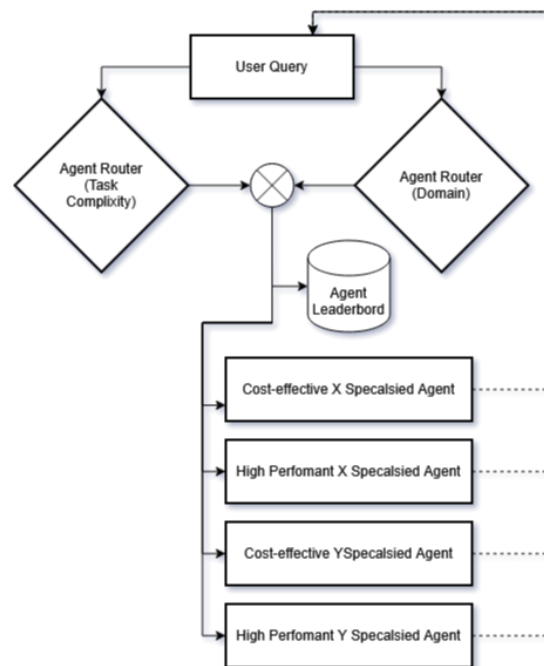 User Query
Agent Router
(Task
Complixity)
Agent Router
(Domain)
Agent
Leaderbord
Cost-effective X Specalsied Agent
High Perfomant X Specalsied Agent
Cost-effective YSpecalsied Agent
High Perfomant Y Specalsied Agent